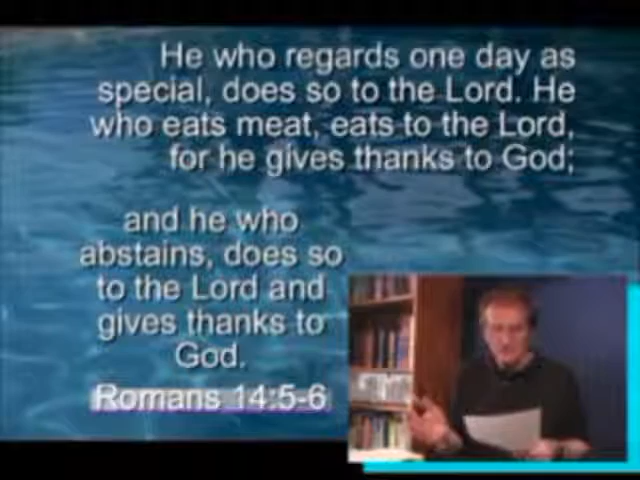 He who regards one day as
special, does so to the Lord. He
who eats meat, eats to the Lord,
for he gives thanks to God;
and he who
abstains, does so
to the Lord and
gives thanks to
God.
Romans 14:5-6